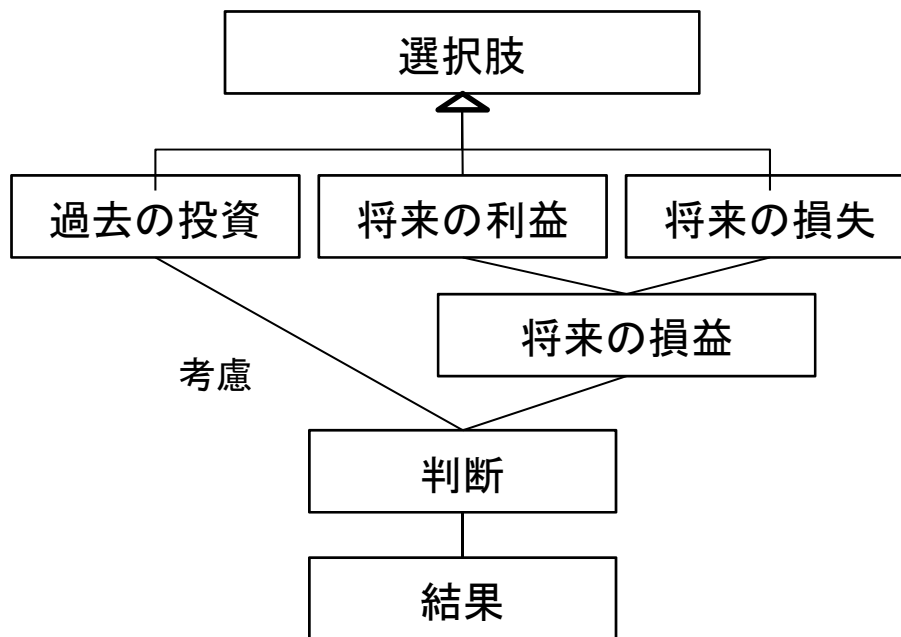 選択肢
過去の投資
将来の利益
将来の損失
将来の損益
考慮
判断
結果